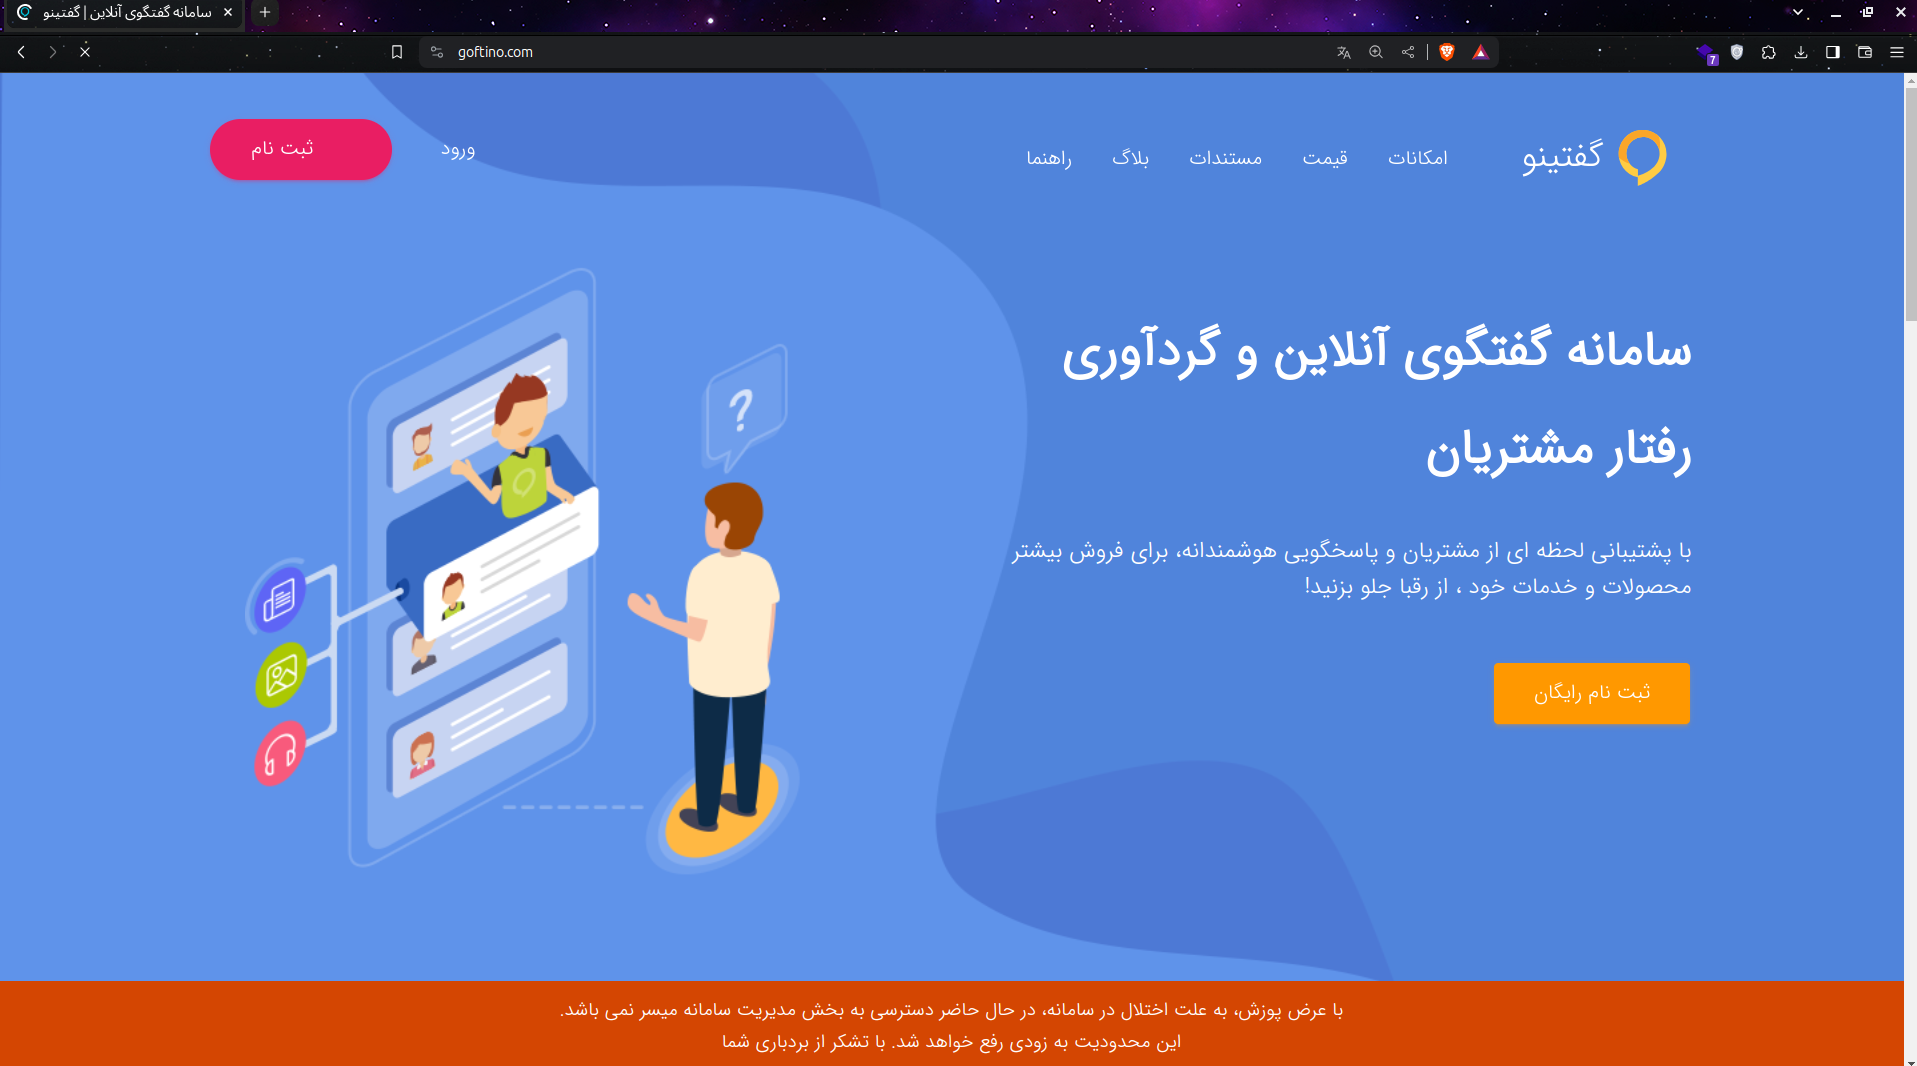 سامانه گفتگوی آنلاین | گفتینو
goftino.com
7
گفتینو
امکانات
قیمت
مستندات
بلاگ
راهنما
ورود
ثبت نام
سامانه گفتگوی آنلاین و گردآوری
رفتار مشتریان
?
با پشتیبانی لحظه ای از مشتریان و پاسخگویی هوشمندانه، برای فروش بیشتر
محصولات و خدمات خود ، از رقبا جلو بزنید!
ثبت نام رایگان
با عرض پوزش، به علت اختلال در سامانه، در حال حاضر دسترسی به بخش مدیریت سامانه میسر نمی باشد.
این محدودیت به زودی رفع خواهد شد. با تشکر از بردباری شما